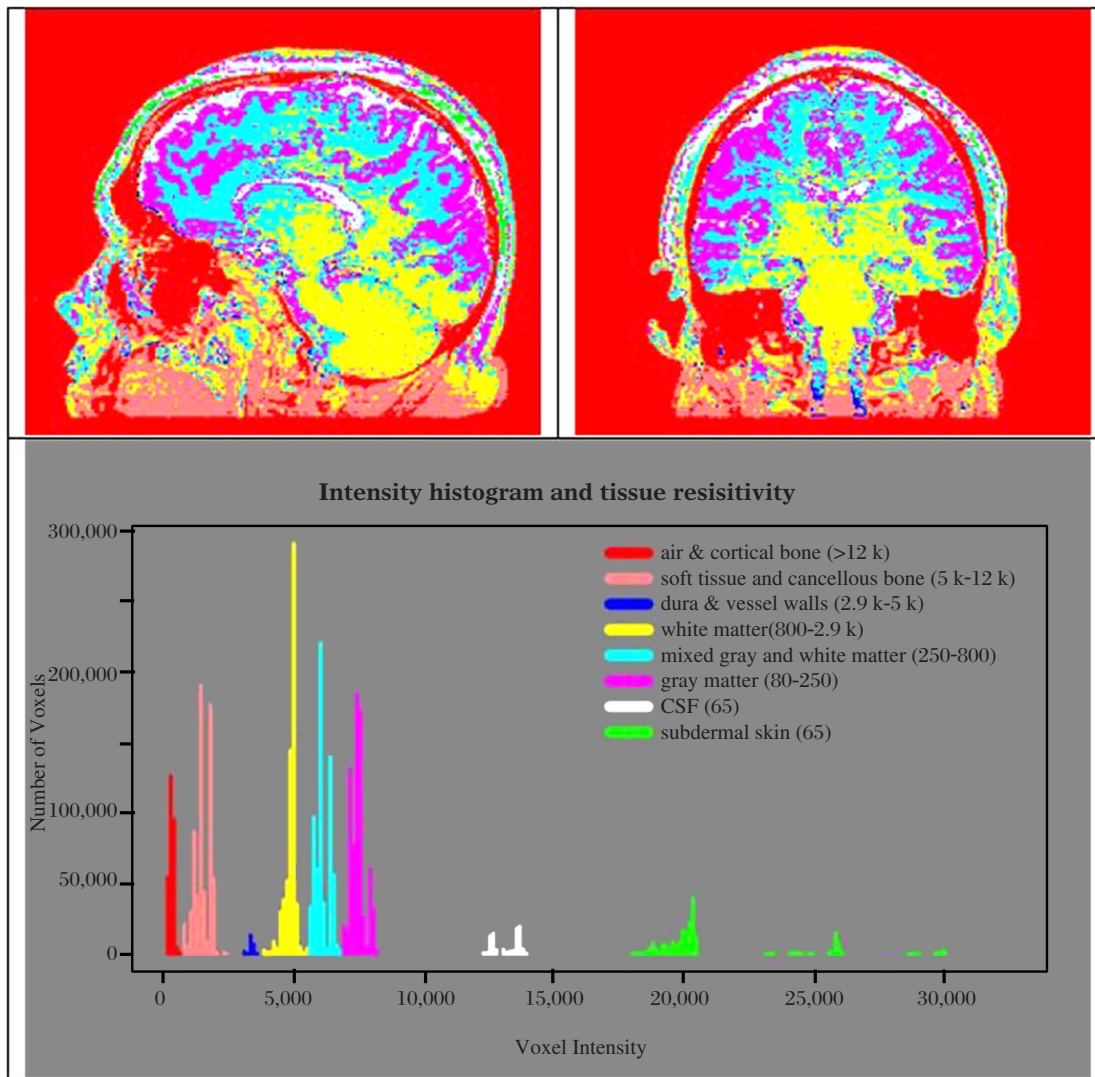 Intensity histogram and tissue resisitivity
300,000
200,000
100,000
50,000
0
Number of Voxels
air & cortical bone (>12 k)
soft tissue and cancellous bone (5 k-12 k)
dura & vessel walls (2.9 k-5 k)
white matter(800-2.9 k)
mixed gray and white matter (250-800)
gray matter (80-250)
CSF (65)
subdermal skin (65)
0 5,000 10,000 15,000 20,000 25,000 30,000
Voxel Intensity